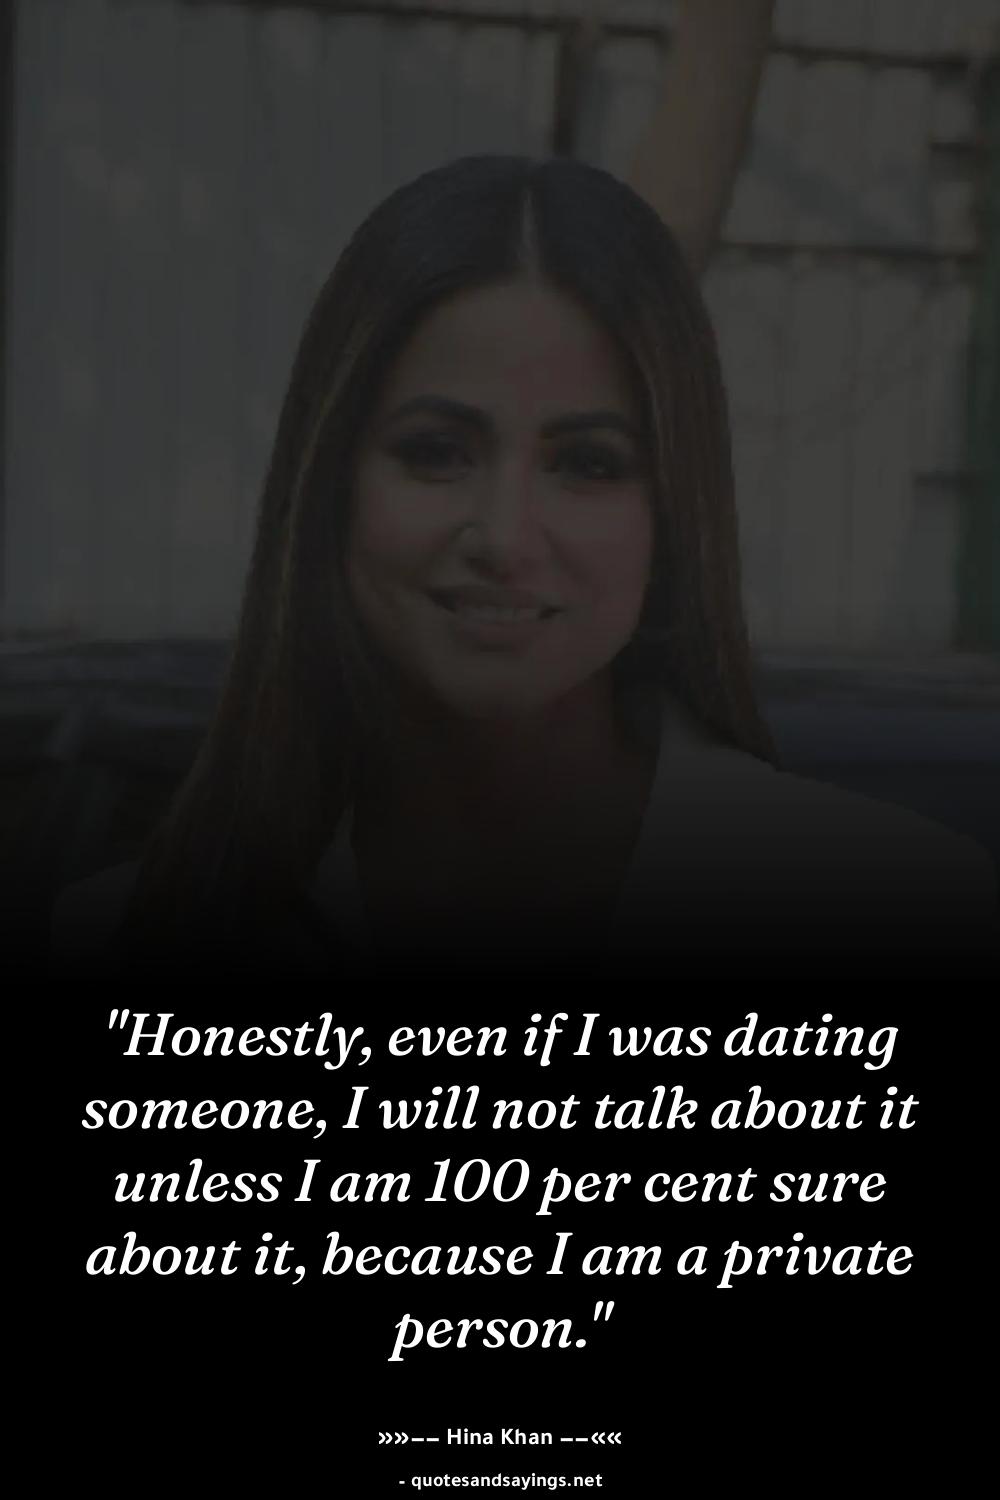 "Honestly, even if I was dating
someone, I will not talk about it
unless I am 100 per cent sure
about it, because I am a private
person."
»»–– Hina Khan ––««
- quotesandsayings.net